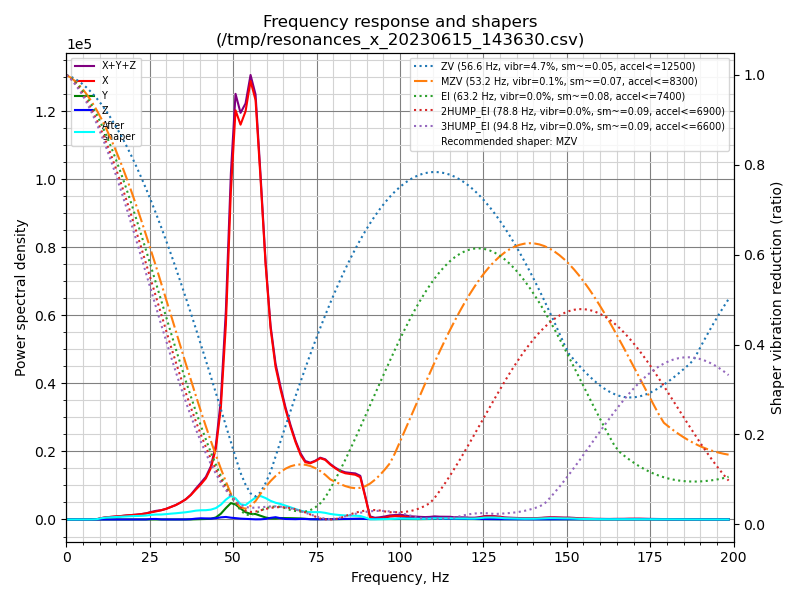 Frequency response and shapers
(/tmp/resonances_x_20230615_143630.csv)
1e5
X+Y+Z
X
Y
Z
After
shaper
ZV (56.6 Hz, vibr=4.7%, sm~=0.05, accel<=12500)
MZV (53.2 Hz, vibr=0.1%, sm~=0.07, accel<=8300)
EI (63.2 Hz, vibr=0.0%, sm~=0.08, accel<=7400)
2HUMP_EI (78.8 Hz, vibr=0.0%, sm~=0.09, accel<=6900)
3HUMP_EI (94.8 Hz, vibr=0.0%, sm~=0.09, accel<=6600)
Recommended shaper: MZV
Power spectral density
1.2
1.0
0.8
0.6
0.4
0.2
0.0
1.0
0.8
0.6
0.4
0.2
0.0
Shaper vibration reduction (ratio)
0 25 50 75 100 125 150 175 200
Frequency, Hz